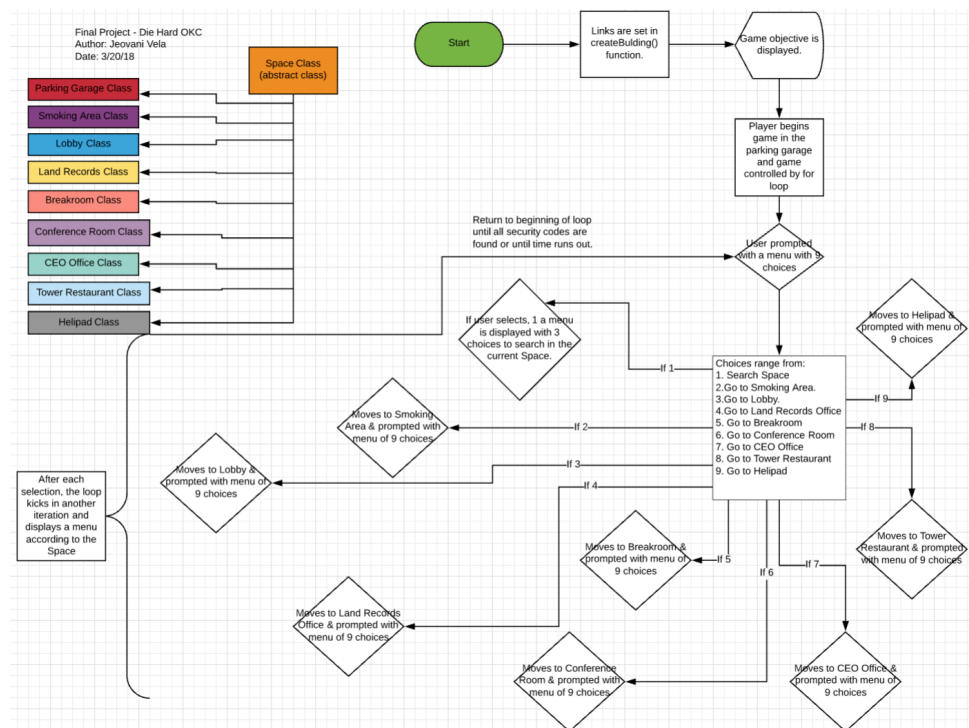 Final Project - Die Hard OKC
Author: Jeovani Vela
Date: 3/20/18
Space Class
(abstract class)
Parking Garage Class
Smoking Area Class
Lobby Class
Land Records Class
Breakroom Class
Conference Room Class
CEO Office Class
Tower Restaurant Class
Helipad Class
Start
Links are set in
createBulding()
function.
Game objective is
displayed.
Player begins
game in the
parking garage
and game
controlled by for
loop
Return to beginning of loop
until all security codes are
found or until time runs out.
User prompted
with a menu with 9
choices
If user selects, 1 a menu
is displayed with 3
choices to search in the
current Space.
Moves to Helipad &
prompted with menu of
9 choices
Choices range from:
1. Search Space
2.Go to Smoking Area.
3.Go to Lobby.
4.Go to Land Records Office
5. Go to Breakroom
6. Go to Conference Room
7. Go to CEO Office
8. Go to Tower Restaurant
9. Go to Helipad
If 1
If 2
If 3
If 4
If 5
If 6
If 7
If 8
If 9
Moves to Smoking
Area & prompted with
menu of 9 choices
Moves to Lobby &
prompted with menu of
9 choices
After each
selection, the loop
kicks in another
iteration and
displays a menu
according to the
Space
Moves to Breakroom &
prompted with menu of
9 choices
Moves to Tower
Restaurant & prompted
with menu of 9 choices
Moves to Land Records
Office & prompted with
menu of 9 choices
Moves to Conference
Room & prompted with
menu of 9 choices
Moves to CEO Office &
prompted with menu of
9 choices